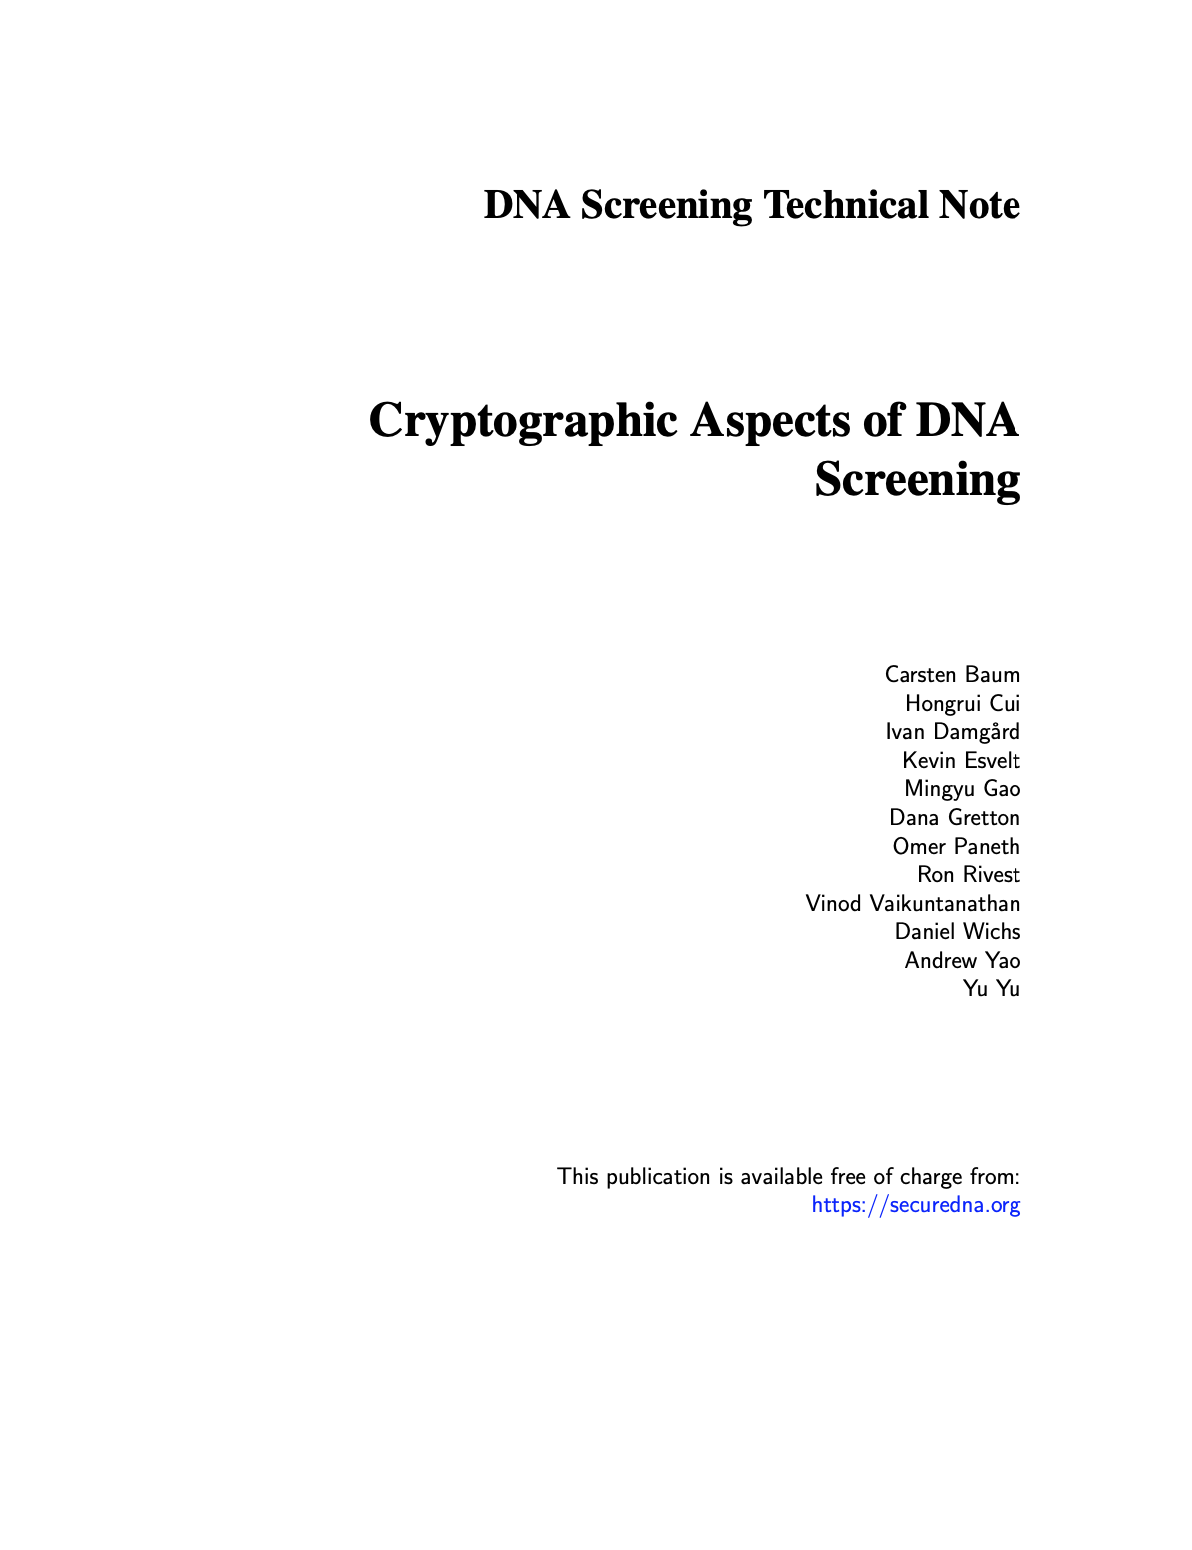 DNA Screening Technical Note
Cryptographic Aspects of DNA
Screening
Carsten Baum
Hongrui Cui
Ivan Damgård
Kevin Esvelt
Mingyu Gao
Dana Gretton
Omer Paneth
Ron Rivest
Vinod Vaikuntanathan
Daniel Wichs
Andrew Yao
Yu Yu
This publication is available free of charge from:
https://securedna.org